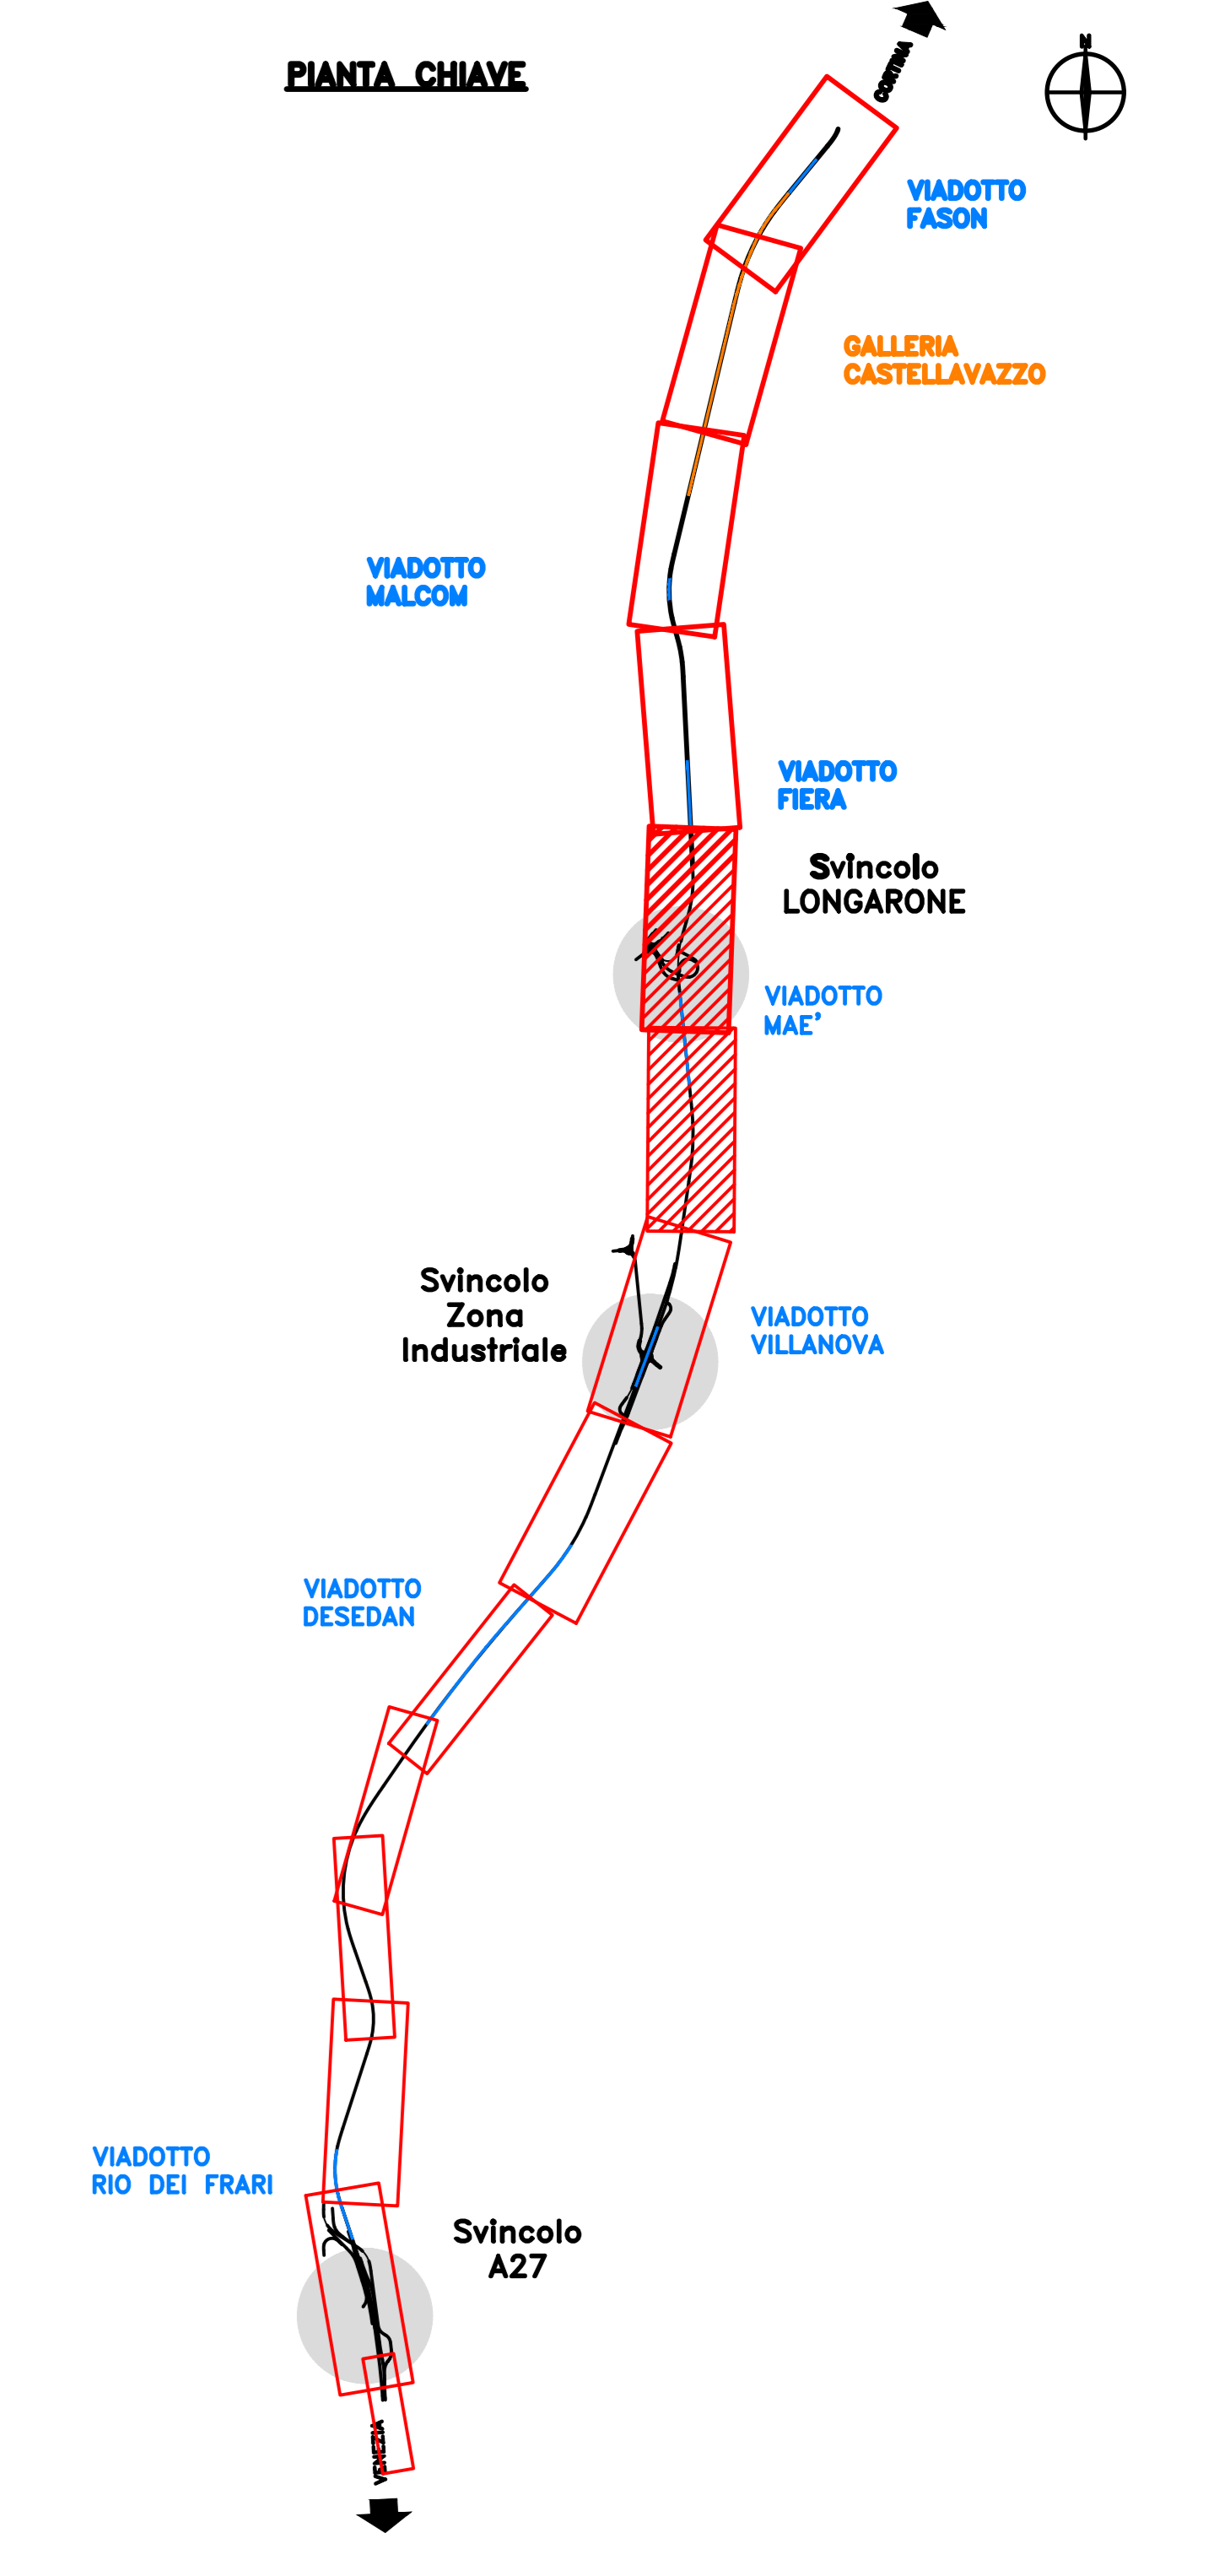 N
CORTINA
PIANTA CHIAVE
VIADOTTO
FASON
GALLERIA
CASTELLAVAZZO
VIADOTTO
MALCOM
VIADOTTO
FIERA
Svincolo
LONGARONE
VIADOTTO
MAE'
Svincolo
Zona
Industriale
VIADOTTO
VILLANOVA
VIADOTTO
DESEDAN
VIADOTTO
RIO DEI FRARI
Svincolo
A27
VENEZIA